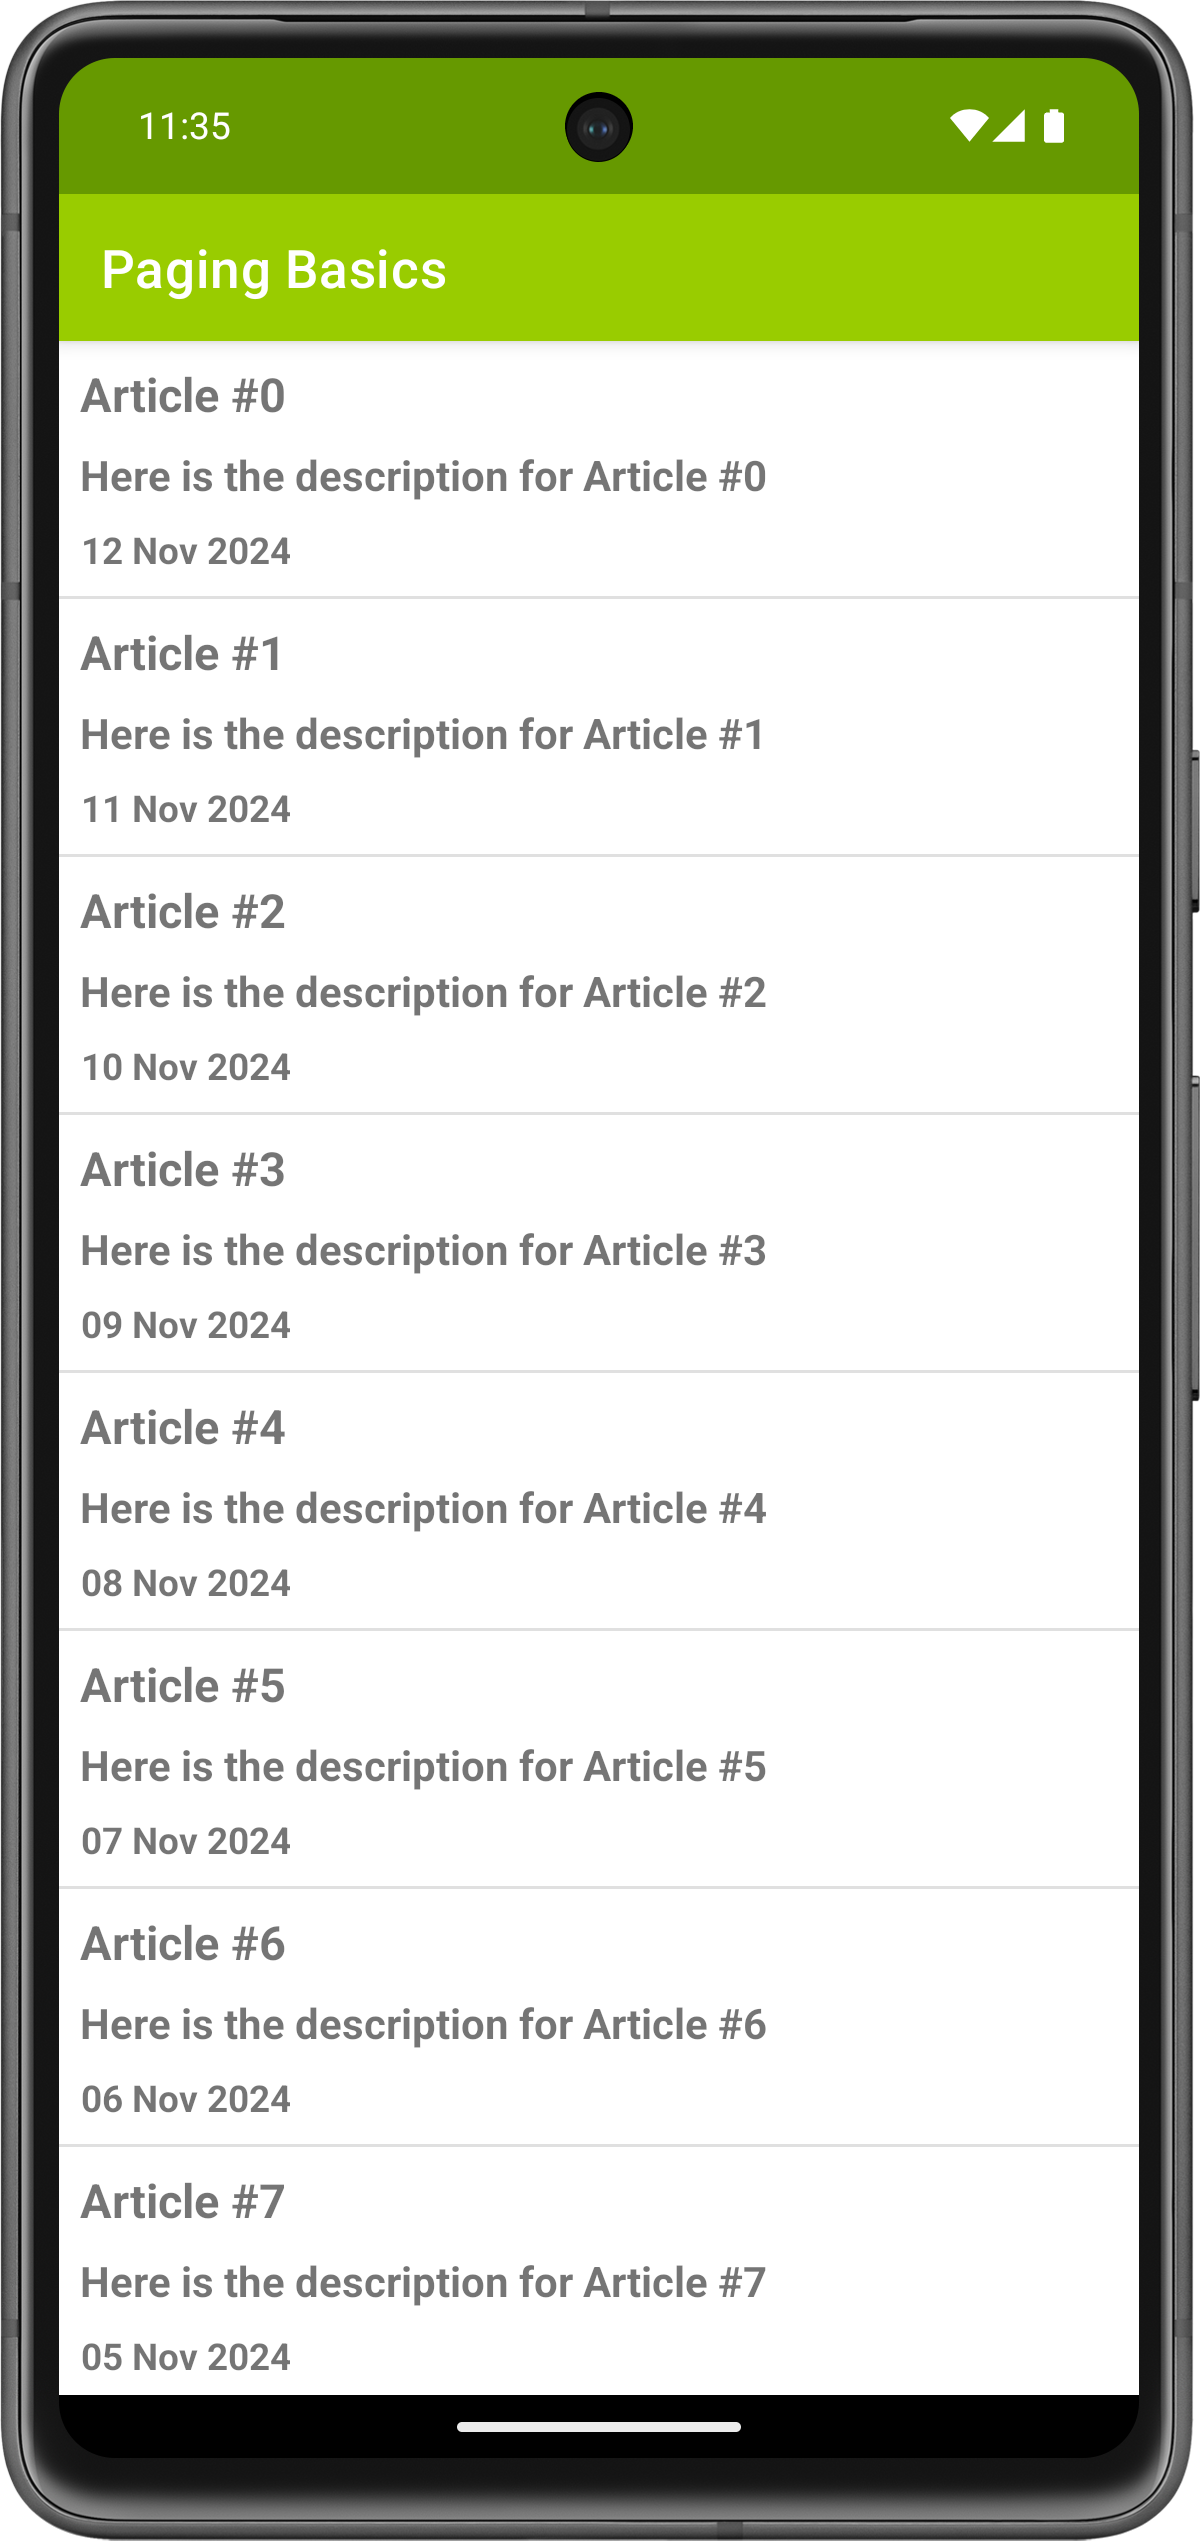 11:35
Paging Basics
Article #0
Here is the description for Article #0
12 Nov 2024
Article #1
Here is the description for Article #1
11 Nov 2024
Article #2
Here is the description for Article #2
10 Nov 2024
Article #3
Here is the description for Article #3
09 Nov 2024
Article #4
Here is the description for Article #4
08 Nov 2024
Article #5
Here is the description for Article #5
07 Nov 2024
Article #6
Here is the description for Article #6
06 Nov 2024
Article #7
Here is the description for Article #7
05 Nov 2024